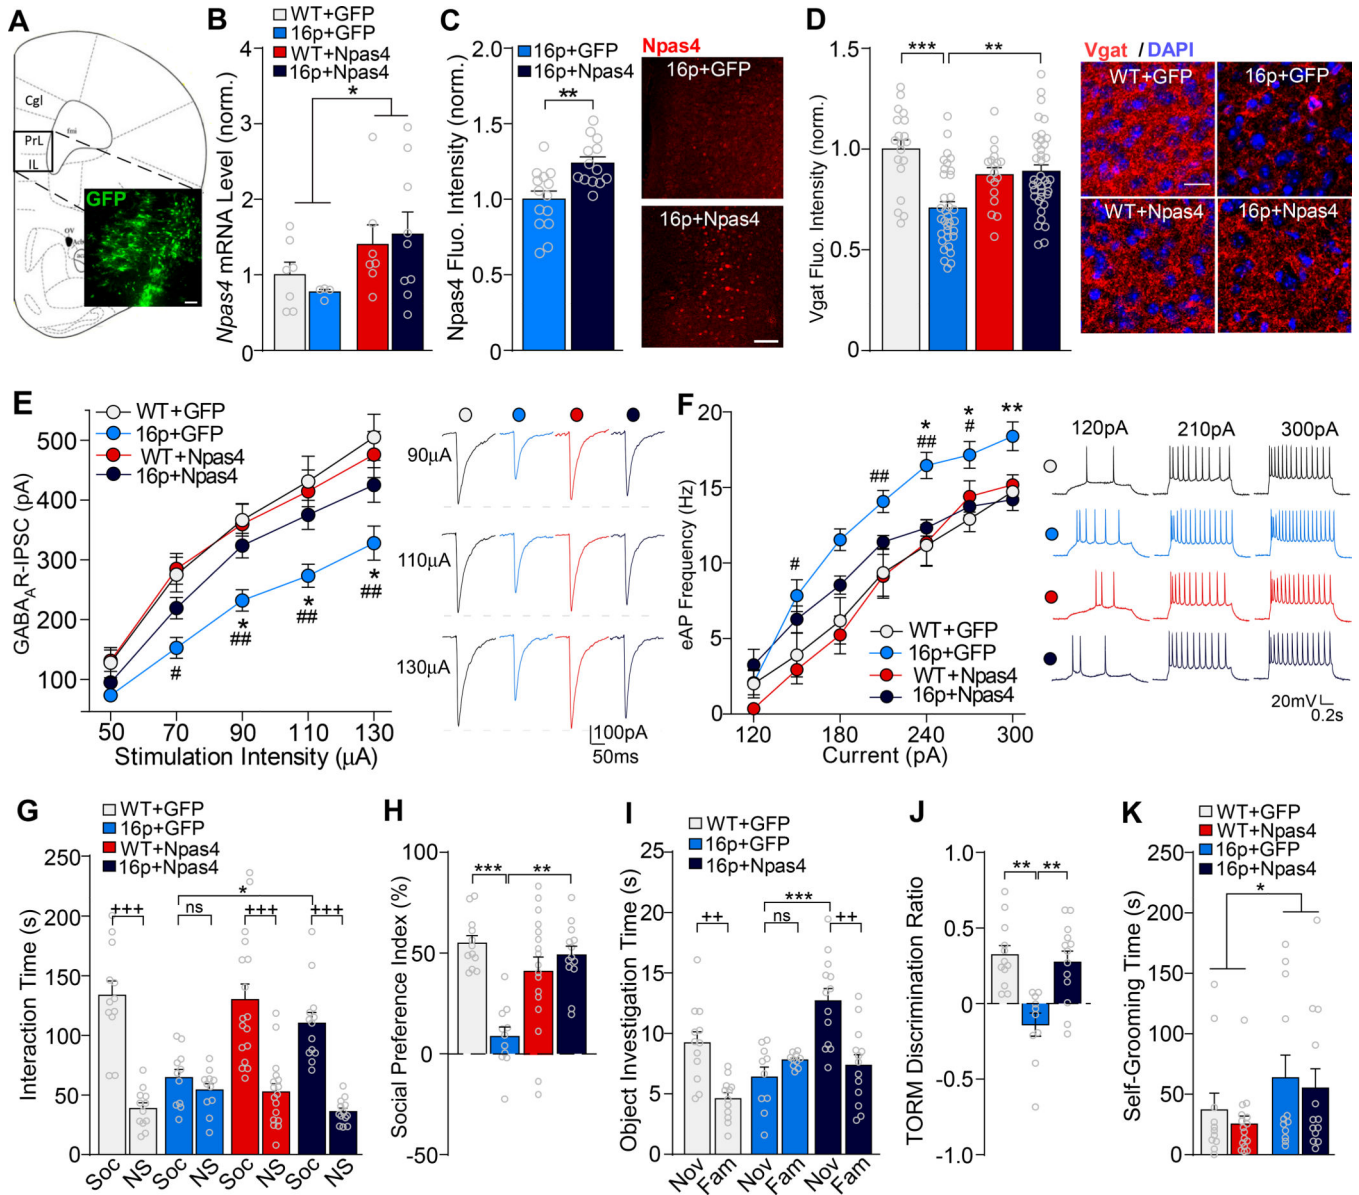 A
Cgl
PrL
IL
fmi
OV
GFP
B
WT+GFP
16p+GFP
WT+Npas4
16p+Npas4
Npas4 mRNA Level (norm.)
4
3
2
1
0
*
C
16p+GFP
16p+Npas4
Npas4 Fluo. Intensity (norm.)
2.0
1.5
1.0
0.5
0
**
Npas4
16p+GFP
16p+Npas4
D
Vgat Fluo. Intensity (norm.)
1.5
1.0
0.5
0
*** **
Vgat /DAPI
WT+GFP 16p+GFP
WT+Npas4 16p+Npas4
E
WT+GFP
16p+GFP
WT+Npas4
16p+Npas4
GABAAR-IPSC (pA)
500
400
300
200
100
#
*
##
*
##
*
##
50 70 90 110 130
Stimulation Intensity (μA)
90μA
110μA
130μA
100pA
50ms
F
eAP Frequency (Hz)
20
15
10
5
0
#
##
*
##
*
#
**
WT+GFP
16p+GFP
WT+Npas4
16p+Npas4
120 150 180 210 240 270 300
Current (pA)
120pA 210pA 300pA
20mV
0.2s
G
WT+GFP
16p+GFP
WT+Npas4
16p+Npas4
Interaction Time (s)
250
200
150
100
50
0
*
+++ ns +++ +++
Soc NS Soc NS Soc NS Soc NS
H
Social Preference Index (%)
100
50
0
-50
*** **
I
WT+GFP
16p+GFP
16p+Npas4
Object Investigation Time (s)
25
20
15
10
5
0
***
++ ns ++
Nov Fam Nov Fam Nov Fam
J
TORM Discrimination Ratio
1.0
0.5
0
-0.5
-1.0
** **
K
WT+GFP
WT+Npas4
16p+GFP
16p+Npas4
Self-Grooming Time (s)
250
200
150
100
50
0
*